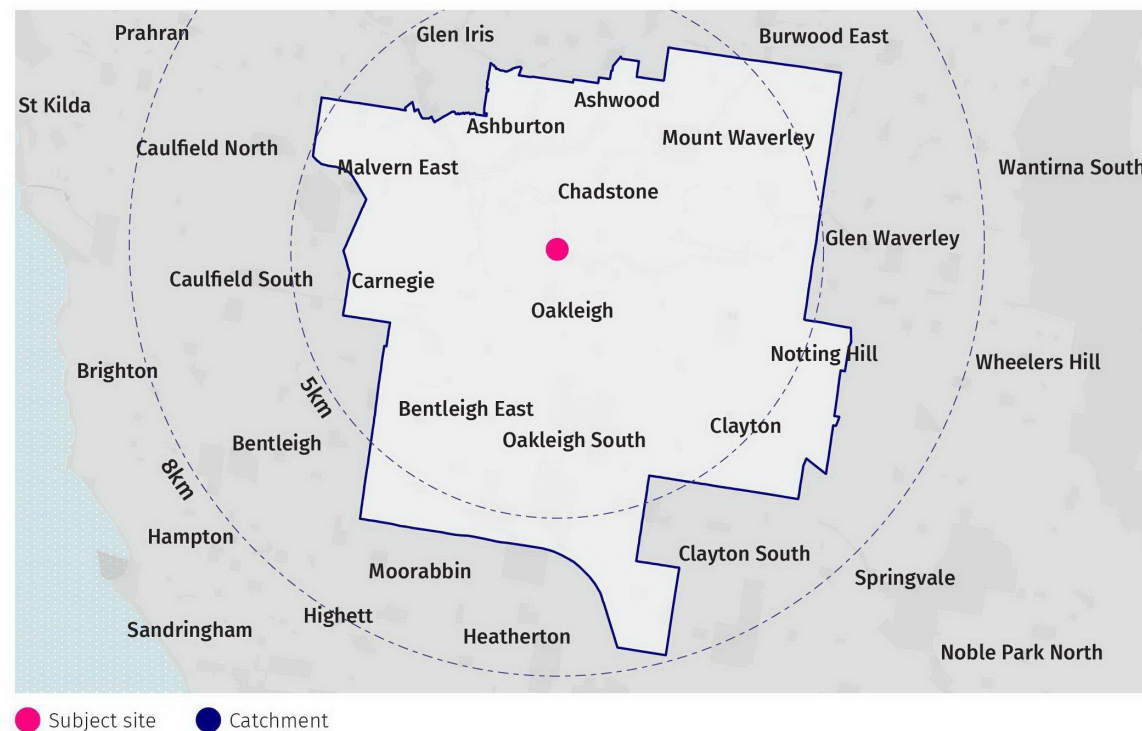 Prahran
Glen Iris
Burwood East
St Kilda
Ashwood
Ashburton
Mount Waverley
Caulfield North
Malvern East
Wantirna South
Chadstone
Glen Waverley
Caulfield South
Carnegie
Oakleigh
Notting Hill
Wheelers Hill
Brighton
5km
Bentleigh East
Clayton
Bentleigh
Oakleigh South
8km
Hampton
Clayton South
Moorabbin
Springvale
Highett
Sandringham
Heatherton
Noble Park North
Subject site
Catchment